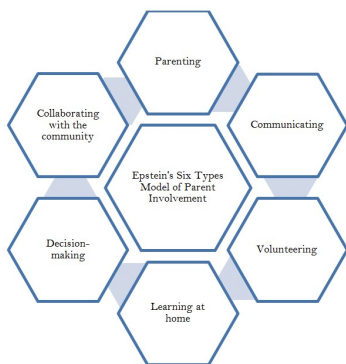 Parenting
Communicating
Volunteering
Learning at
home
Decision-
making
Collaborating
with the
community
Epstein's Six Types
Model of Parent
Involvement